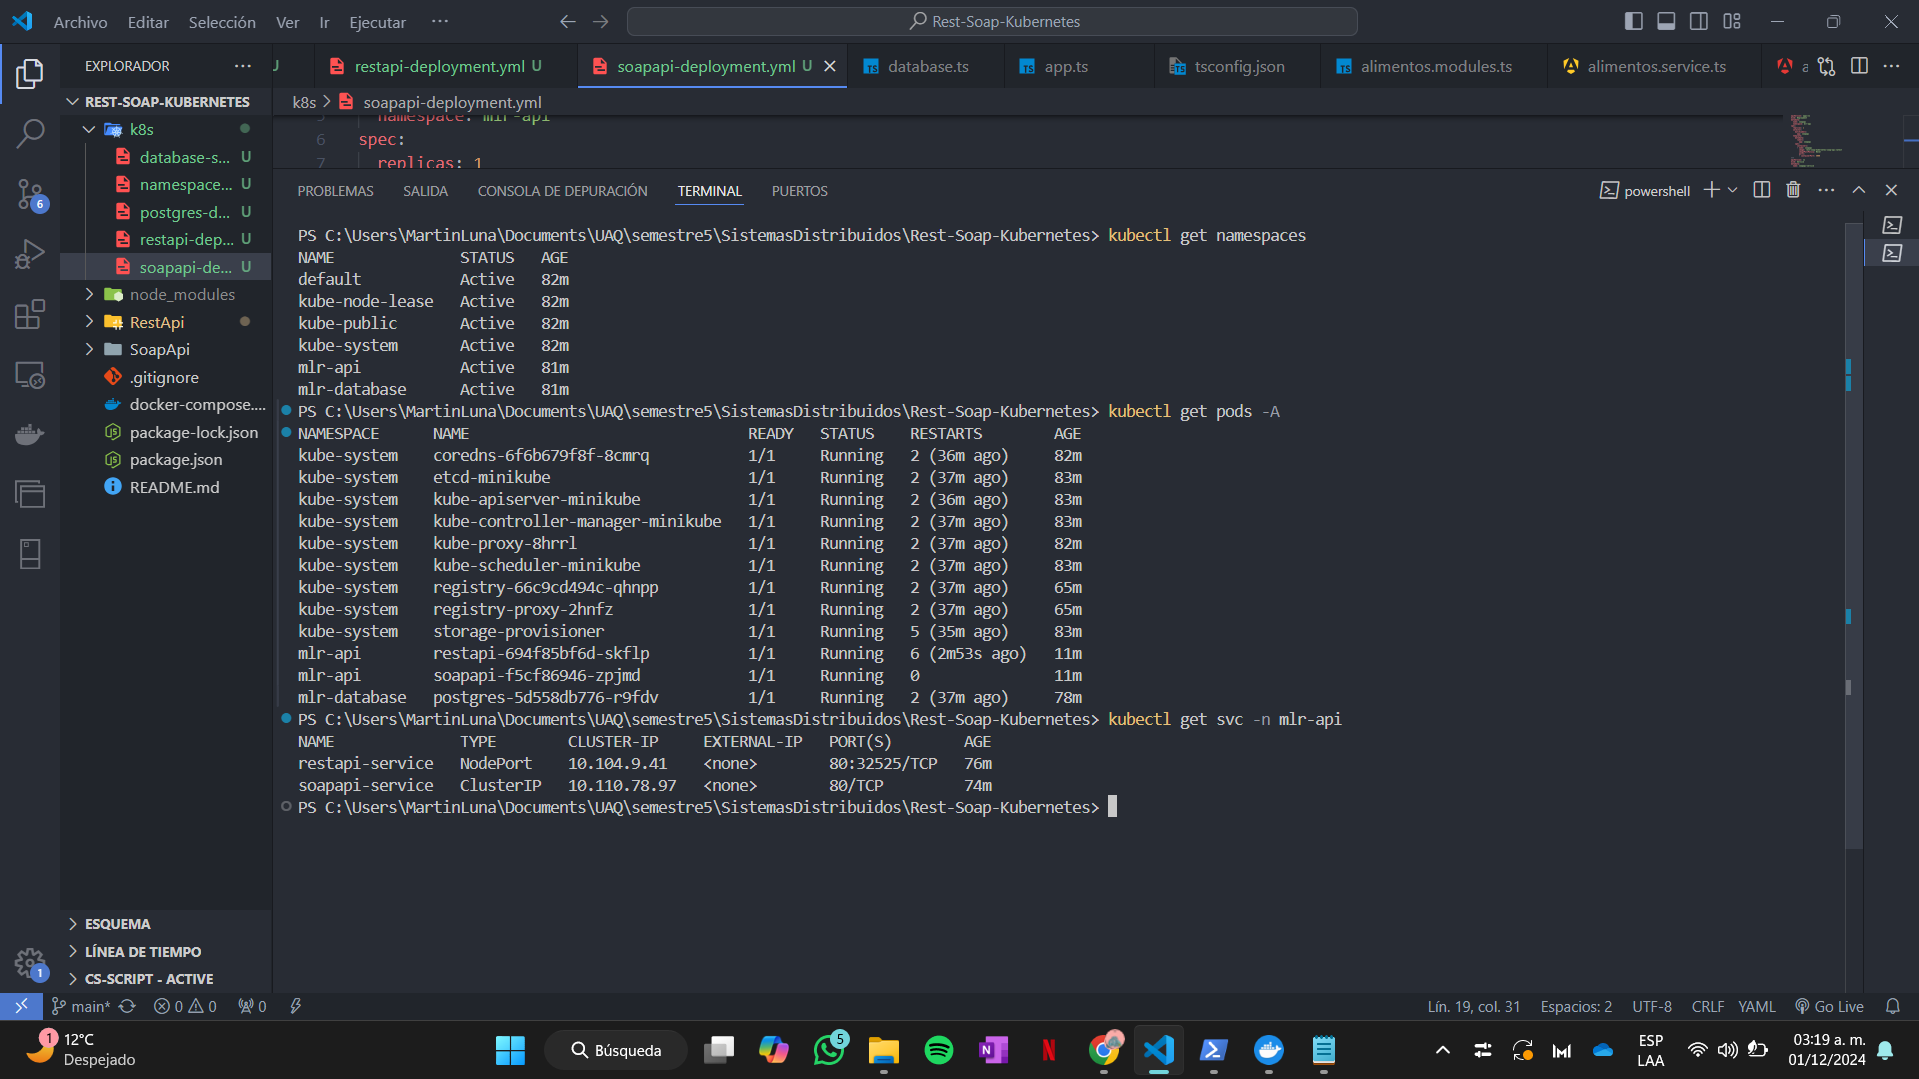 Archivo Editar Selección Ver Ir Ejecutar ···
Rest-Soap-Kubernetes
EXPLORADOR ···
restapi-deployment.yml U
soapapi-deployment.yml U
database.ts
app.ts
tsconfig.json
alimentos.modules.ts
alimentos.service.ts
a
REST-SOAP-KUBERNETES
k8s > soapapi-deployment.yml
k8s
database-s... U
namespace... U
postgres-d... U
restapi-dep... U
soapapi-de... U
node_modules
RestApi
SoapApi
.gitignore
docker-compose....
package-lock.json
package.json
README.md
5 namespace: mlr-api
6 spec:
7 replicas: 1
PROBLEMAS SALIDA CONSOLA DE DEPURACIÓN TERMINAL PUERTOS
powershell
PS C:\Users\MartinLuna\Documents\UAQ\semestre5\SistemasDistribuidos\Rest-Soap-Kubernetes> kubectl get namespaces
NAME STATUS AGE
default Active 82m
kube-node-lease Active 82m
kube-public Active 82m
kube-system Active 82m
mlr-api Active 81m
mlr-database Active 81m
PS C:\Users\MartinLuna\Documents\UAQ\semestre5\SistemasDistribuidos\Rest-Soap-Kubernetes> kubectl get pods -A
NAMESPACE NAME READY STATUS RESTARTS AGE
kube-system coredns-6f6b679f8f-8cmrq 1/1 Running 2 (36m ago) 82m
kube-system etcd-minikube 1/1 Running 2 (37m ago) 83m
kube-system kube-apiserver-minikube 1/1 Running 2 (36m ago) 83m
kube-system kube-controller-manager-minikube 1/1 Running 2 (37m ago) 83m
kube-system kube-proxy-8hrrl 1/1 Running 2 (37m ago) 82m
kube-system kube-scheduler-minikube 1/1 Running 2 (37m ago) 83m
kube-system registry-66c9cd494c-qhnpp 1/1 Running 2 (37m ago) 65m
kube-system registry-proxy-2hnfz 1/1 Running 2 (37m ago) 65m
kube-system storage-provisioner 1/1 Running 5 (35m ago) 83m
mlr-api restapi-694f85bf6d-skflp 1/1 Running 6 (2m53s ago) 11m
mlr-api soapapi-f5cf86946-zpjmd 1/1 Running 0 11m
mlr-database postgres-5d558db776-r9fdv 1/1 Running 2 (37m ago) 78m
PS C:\Users\MartinLuna\Documents\UAQ\semestre5\SistemasDistribuidos\Rest-Soap-Kubernetes> kubectl get svc -n mlr-api
NAME TYPE CLUSTER-IP EXTERNAL-IP PORT(S) AGE
restapi-service NodePort 10.104.9.41 <none> 80:32525/TCP 76m
soapapi-service ClusterIP 10.110.78.97 <none> 80/TCP 74m
PS C:\Users\MartinLuna\Documents\UAQ\semestre5\SistemasDistribuidos\Rest-Soap-Kubernetes>
6
1
ESQUEMA
LÍNEA DE TIEMPO
CS-SCRIPT - ACTIVE
main* 0 0 0
Lín. 19, col. 31 Espacios: 2 UTF-8 CRLF YAML Go Live
1
12°C
Despejado
Búsqueda
5
N
ESP
LAA
03:19 a. m.
01/12/2024